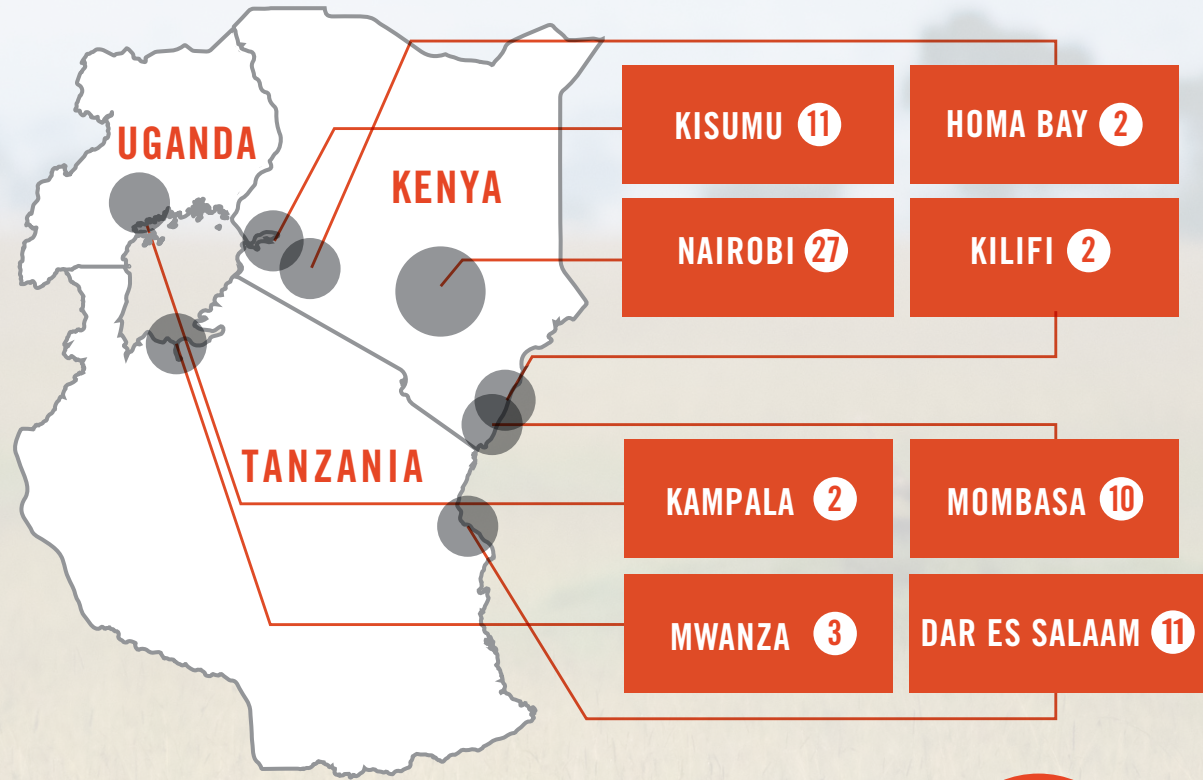 UGANDA
KENYA
TANZANIA
KISUMU 11
HOMA BAY 2
NAIROBI 27
KILIFI 2
KAMPALA 2
MOMBASA 10
MWANZA 3
DAR ES SALAAM 11